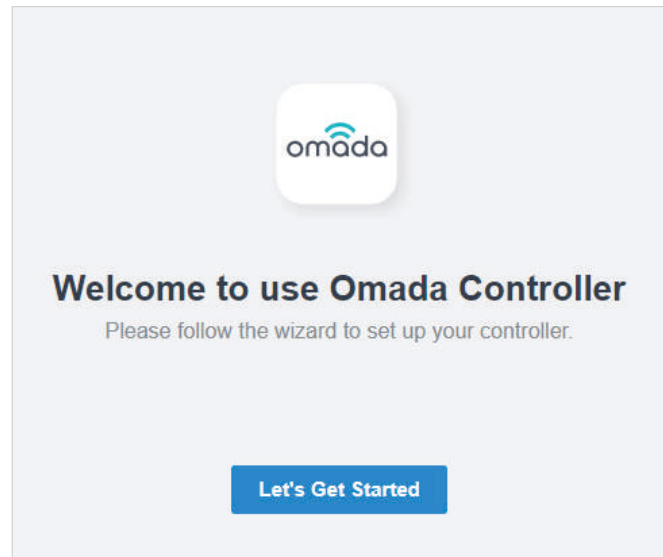 omada
Welcome to use Omada Controller
Please follow the wizard to set up your controller.
Let's Get Started